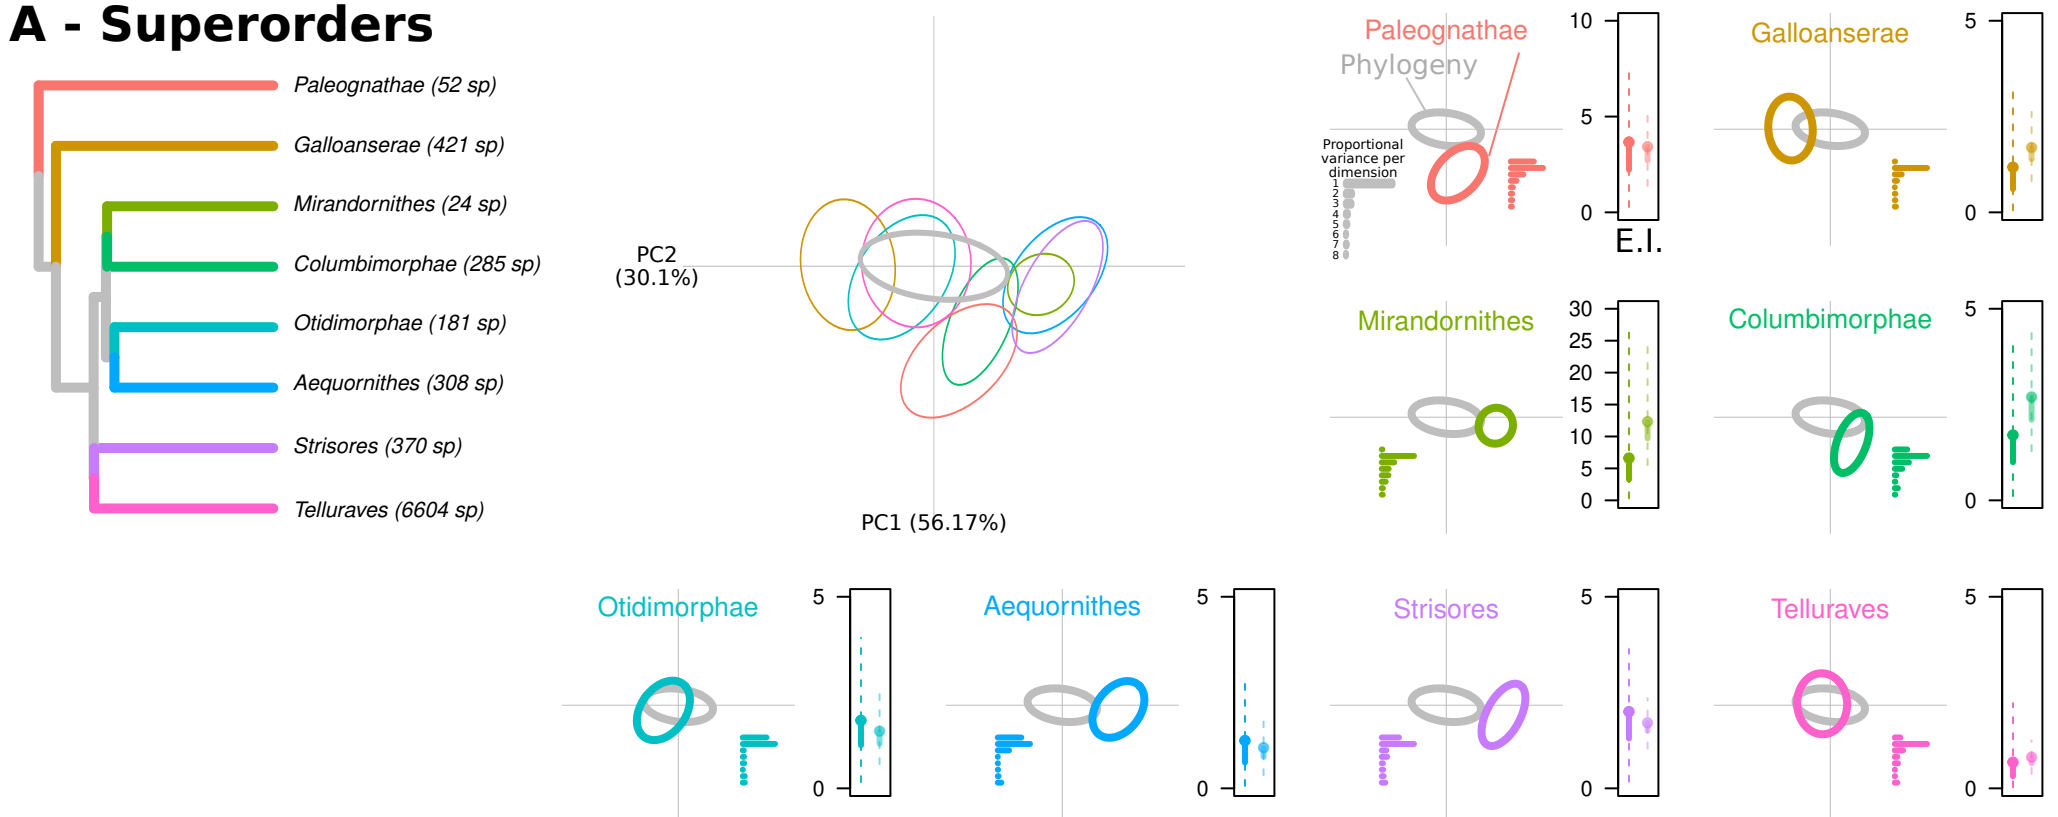 A - Superorders
Paleognathae (52 sp)
Galloanserae (421 sp)
Mirandornithes (24 sp)
Columbimorphae (285 sp)
Otidimorphae (181 sp)
Aequornithes (308 sp)
Strisores (370 sp)
Telluraves (6604 sp)
PC2
(30.1%)
PC1 (56.17%)
Paleognathae
Phylogeny
Proportional
variance per
dimension
1
2
3
4
5
6
7
8
10
5
0
E.I.
Galloanserae
5
0
Mirandornithes
30
25
20
15
10
5
0
Columbimorphae
5
0
Otidimorphae
5
0
Aequornithes
5
0
Strisores
5
0
Telluraves
5
0